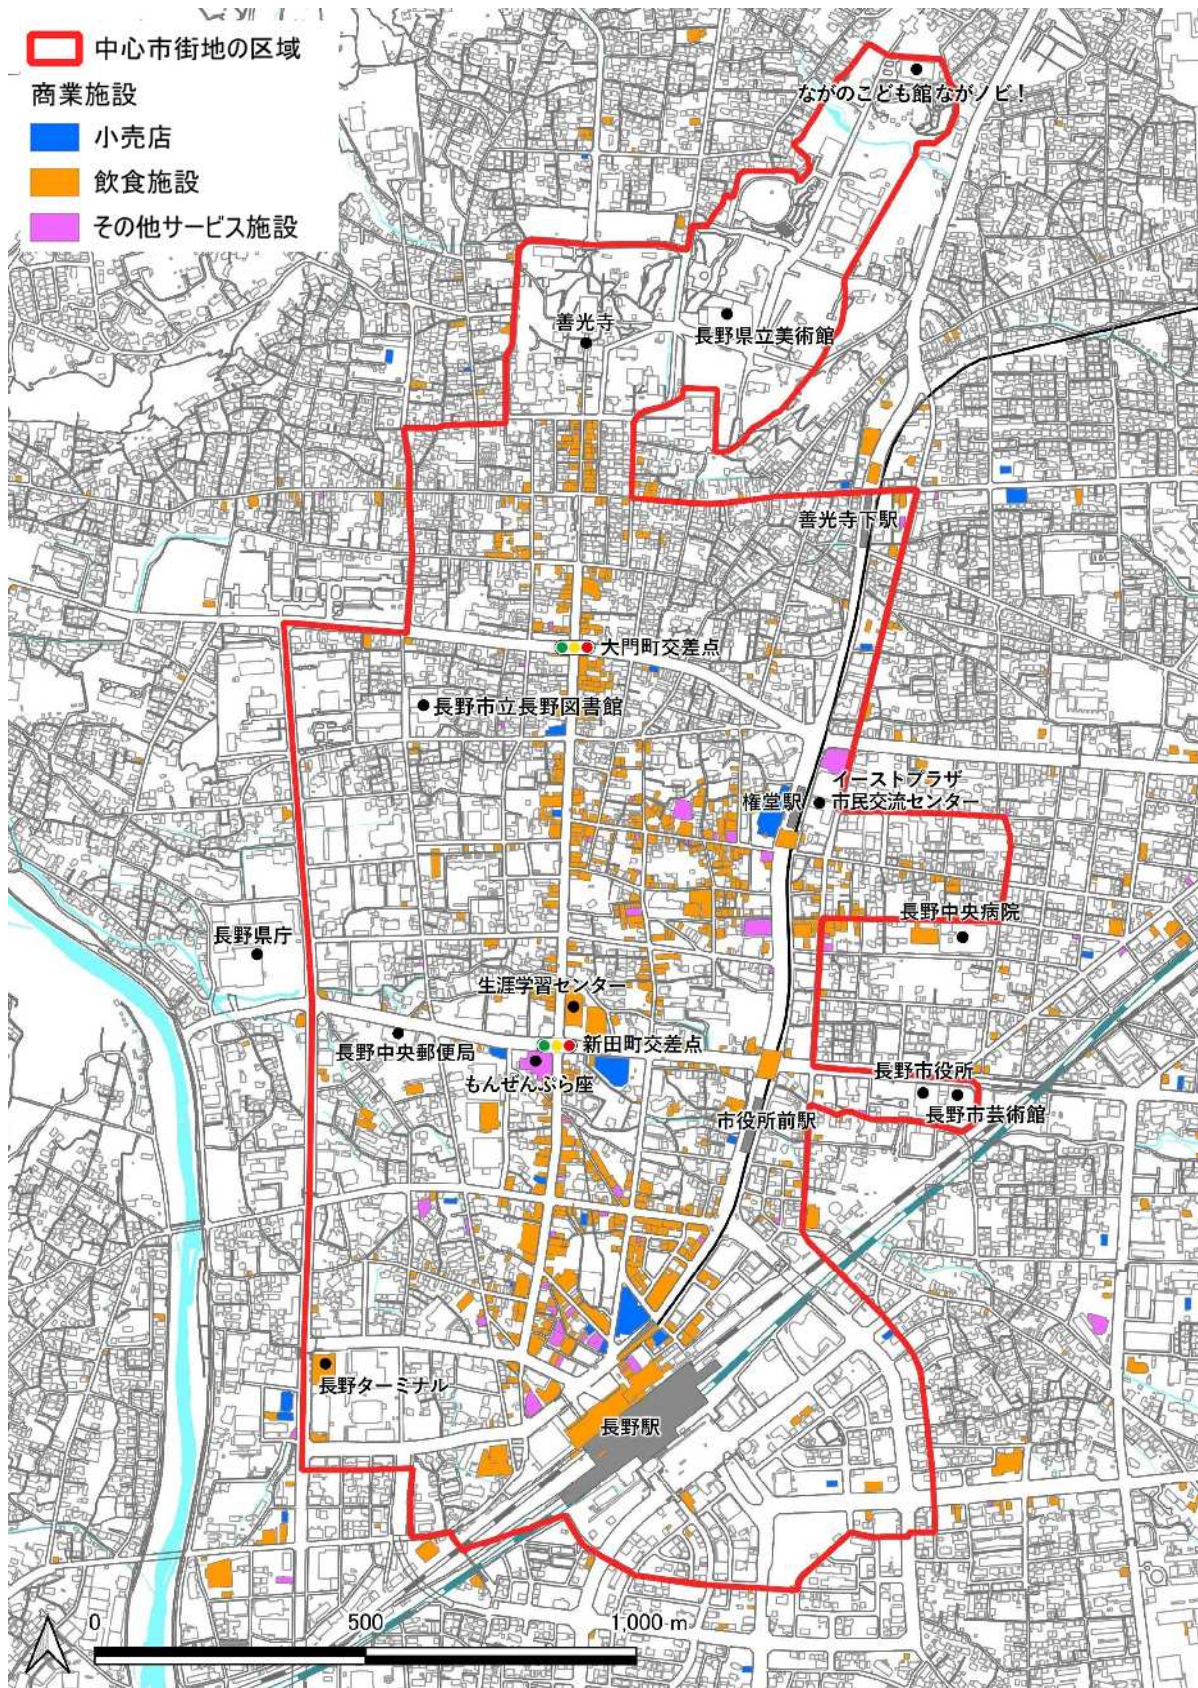 中心市街地の区域
商業施設
小売店
飲食施設
その他サービス施設
ながのこども館 ながノビ！
善光寺
長野県立美術館
善光寺下駅
大門町交差点
長野市立長野図書館
イーストプラザ
市民交流センター
権堂駅
長野中央病院
長野県庁
生涯学習センター
新田町交差点
長野中央郵便局
もんぜんぷら座
長野市役所
長野市芸術館
市役所前駅
長野ターミナル
長野駅
0 500 1,000 m